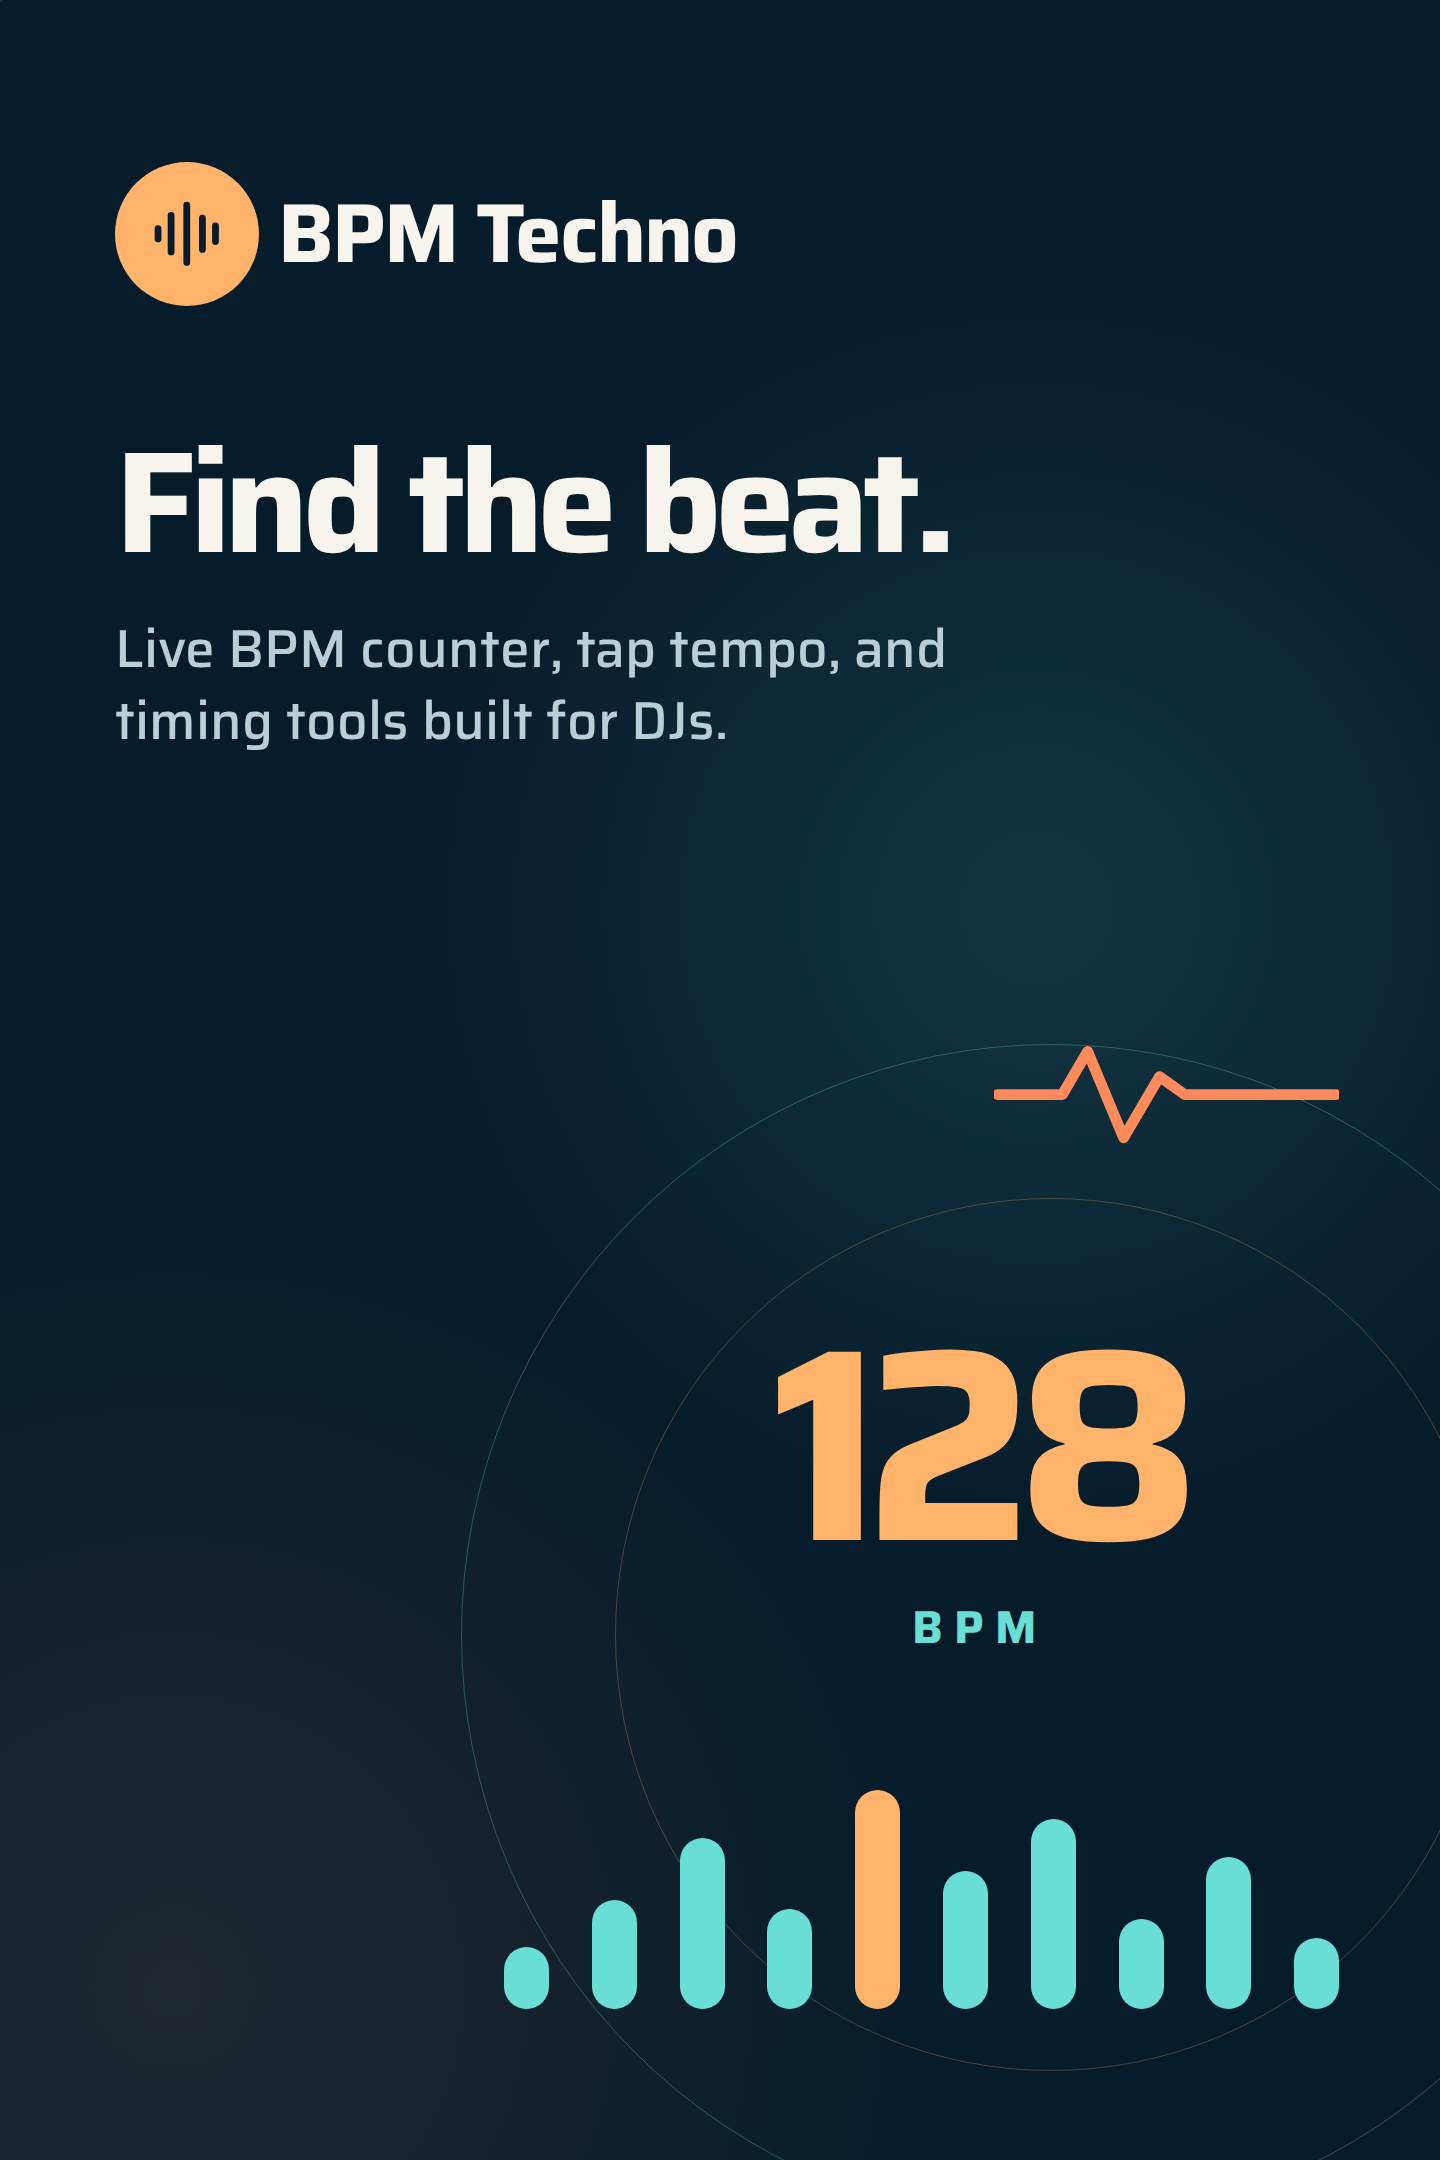 BPM Techno
Find the beat.
Live BPM counter, tap tempo, and
timing tools built for DJs.
128
BPM